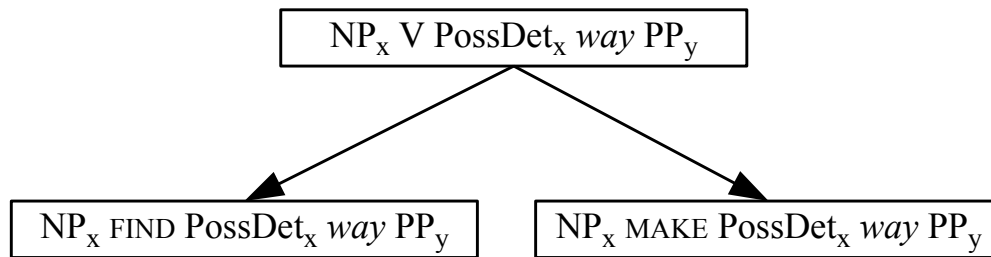 NPx V PossDetx way PPy
NPx FIND PossDetx way PPy
NPx MAKE PossDetx way PPy